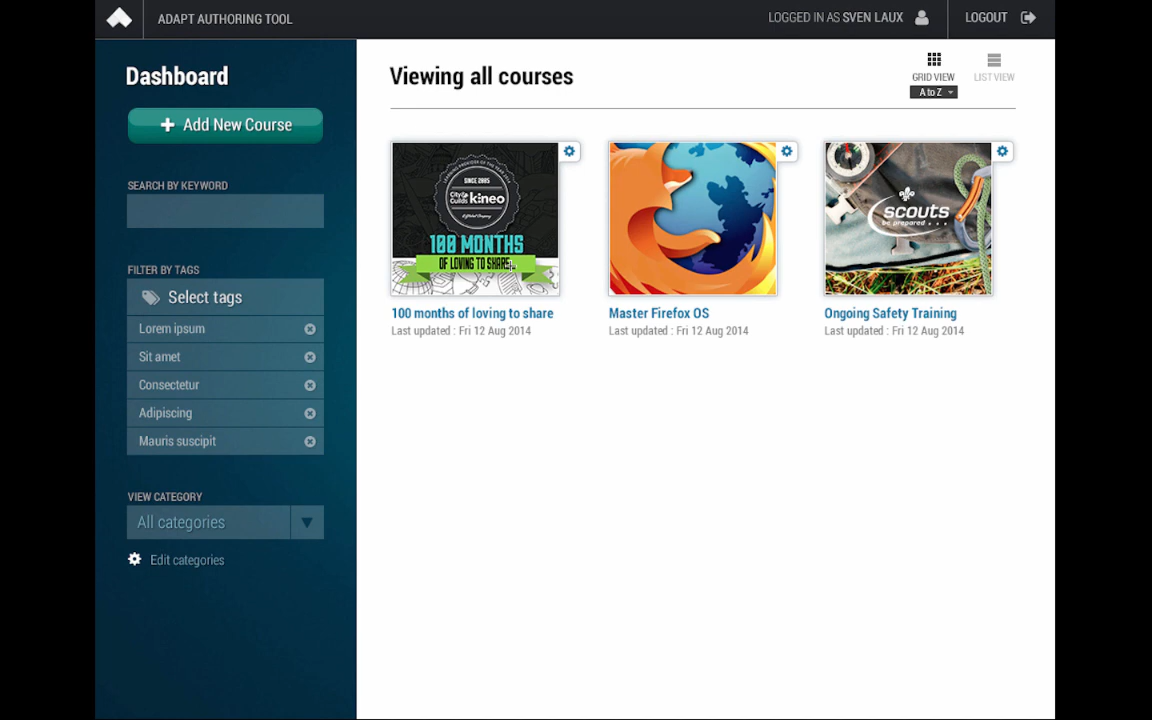 ADAPT AUTHORING TOOL
LOGGED IN AS SVEN LAUX
LOGOUT
Dashboard
Add New Course
SEARCH BY KEYWORD
FILTER BY TAGS
Select tags
Lorem ipsum
Sit amet
Consectetur
Adipiscing
Mauris suscipit
VIEW CATEGORY
All categories
Edit categories
Viewing all courses
GRID VIEW
LIST VIEW
A to Z
SINCE 2005
City& Guilds kineo
100 MONTHS
OF LOVING TO SHARE
100 months of loving to share
Last updated : Fri 12 Aug 2014
Master Firefox OS
Last updated : Fri 12 Aug 2014
scouts
be prepared . . .
Ongoing Safety Training
Last updated : Fri 12 Aug 2014